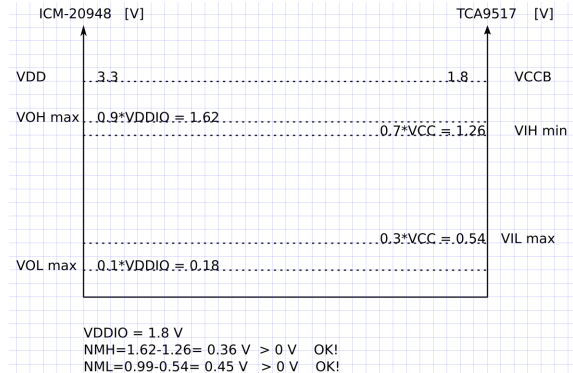 ICM-20948 [V] TCA9517 [V]
VDD 3.3 1.8 VCCB
VOH max 0.9*VDDIO = 1.62
0.7*VCC = 1.26 VIH min
0.3*VCC = 0.54 VIL max
VOL max 0.1*VDDIO = 0.18
VDDIO = 1.8 V
NMH=1.62-1.26= 0.36 V > 0 V OK!
NML=0.99-0.54= 0.45 V > 0 V OK!